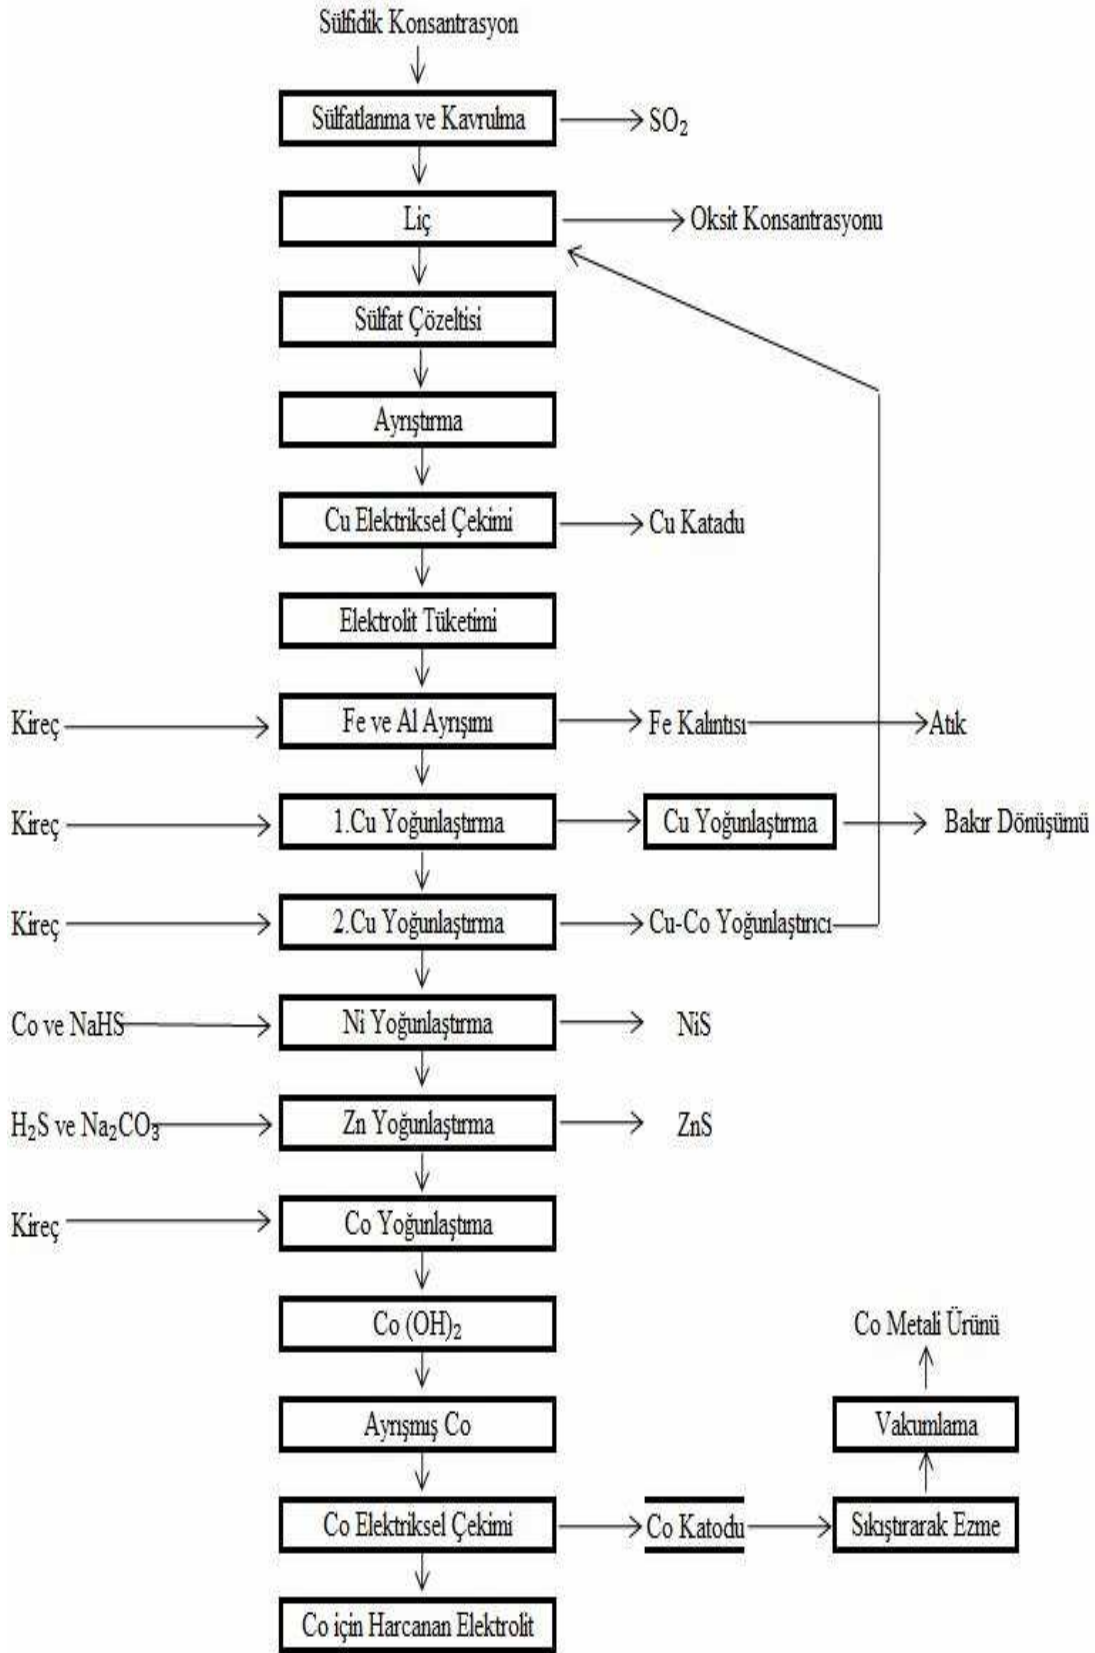 Sülfidik Konsantrasyon
Sülfatlanma ve Kavrulma
SO₂
Liç
Oksit Konsantrasyonu
Sülfat Çözeltisi
Ayrıştırma
Cu Elektriksel Çekimi
Cu Katadu
Elektrolit Tüketimi
Kireç
Fe ve Al Ayrışımı
Fe Kalıntısı
Atık
Kireç
1.Cu Yoğunlaştırma
Cu Yoğunlaştırma
Bakır Dönüşümü
Kireç
2.Cu Yoğunlaştırma
Cu-Co Yoğunlaştırıcı
Co ve NaHS
Ni Yoğunlaştırma
NiS
H₂S ve Na₂CO₃
Zn Yoğunlaştırma
ZnS
Kireç
Co Yoğunlaştıma
Co (OH)₂
Co Metali Ürünü
Ayrışmış Co
Vakumlama
Co Elektriksel Çekimi
Co Katodu
Sıkıştırarak Ezme
Co için Harcanan Elektrolit